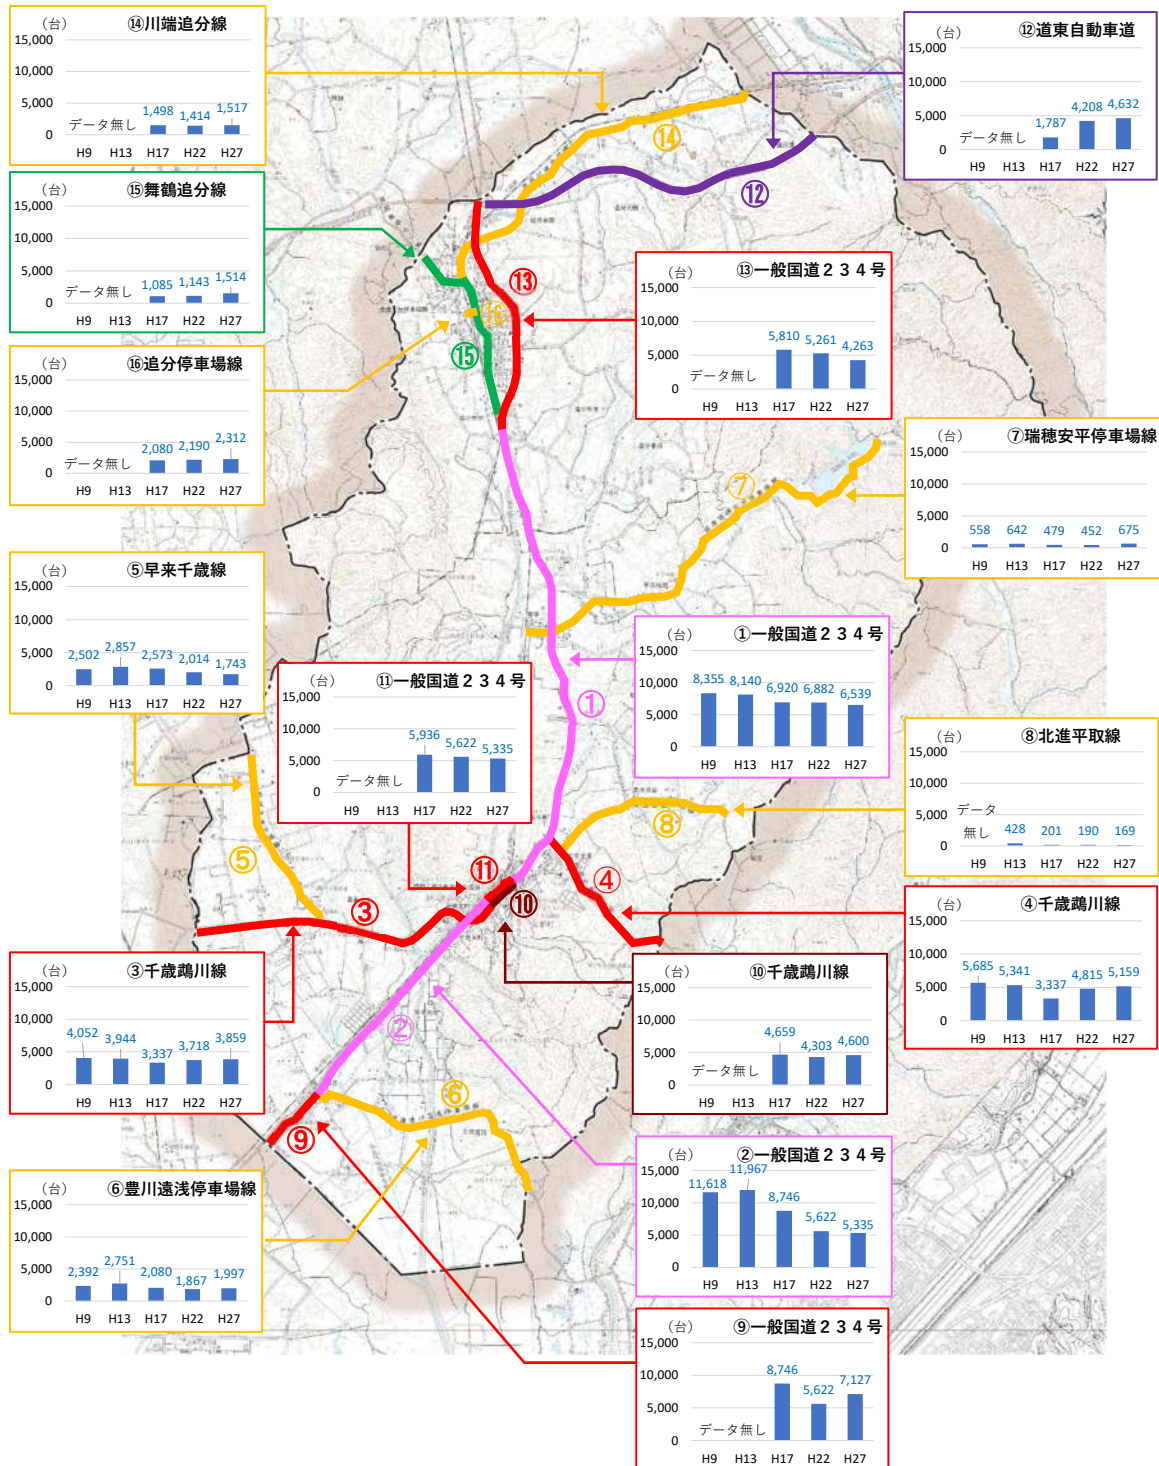 (台) ⑭川端追分線
15,000
10,000
5,000
0
データ無し 1,498 1,414 1,517
H9 H13 H17 H22 H27
(台) ⑫道東自動車道
15,000
10,000
5,000
0
データ無し 1,787 4,208 4,632
H9 H13 H17 H22 H27
(台) ⑮舞鶴追分線
15,000
10,000
5,000
0
データ無し 1,085 1,143 1,514
H9 H13 H17 H22 H27
(台) ⑬一般国道２３４号
15,000
10,000
5,000
0
データ無し 5,810 5,261 4,263
H9 H13 H17 H22 H27
(台) ⑯追分停車場線
15,000
10,000
5,000
0
データ無し 2,080 2,190 2,312
H9 H13 H17 H22 H27
(台) ⑦瑞穂安平停車場線
15,000
10,000
5,000
0
558 642 479 452 675
H9 H13 H17 H22 H27
(台) ⑤早来千歳線
15,000
10,000
5,000
0
2,502 2,857 2,573 2,014 1,743
H9 H13 H17 H22 H27
(台) ①一般国道２３４号
15,000
10,000
5,000
0
8,355 8,140 6,920 6,882 6,539
H9 H13 H17 H22 H27
(台) ⑪一般国道２３４号
15,000
10,000
5,000
0
データ無し 5,936 5,622 5,335
H9 H13 H17 H22 H27
(台) ⑧北進平取線
15,000
10,000
5,000
0
データ
無し 428 201 190 169
H9 H13 H17 H22 H27
(台) ④千歳鵡川線
15,000
10,000
5,000
0
5,685 5,341 3,337 4,815 5,159
H9 H13 H17 H22 H27
(台) ③千歳鵡川線
15,000
10,000
5,000
0
4,052 3,944 3,337 3,718 3,859
H9 H13 H17 H22 H27
(台) ⑩千歳鵡川線
15,000
10,000
5,000
0
データ無し 4,659 4,303 4,600
H9 H13 H17 H22 H27
(台) ②一般国道２３４号
15,000
10,000
5,000
0
11,618 11,967 8,746 5,622 5,335
H9 H13 H17 H22 H27
(台) ⑥豊川遠浅停車場線
15,000
10,000
5,000
0
2,392 2,751 2,080 1,867 1,997
H9 H13 H17 H22 H27
(台) ⑨一般国道２３４号
15,000
10,000
5,000
0
データ無し 8,746 5,622 7,127
H9 H13 H17 H22 H27
⑭
⑫
⑬
⑯
⑮
⑦
①
⑧
⑤
⑪
④
⑩
③
②
⑥
⑨